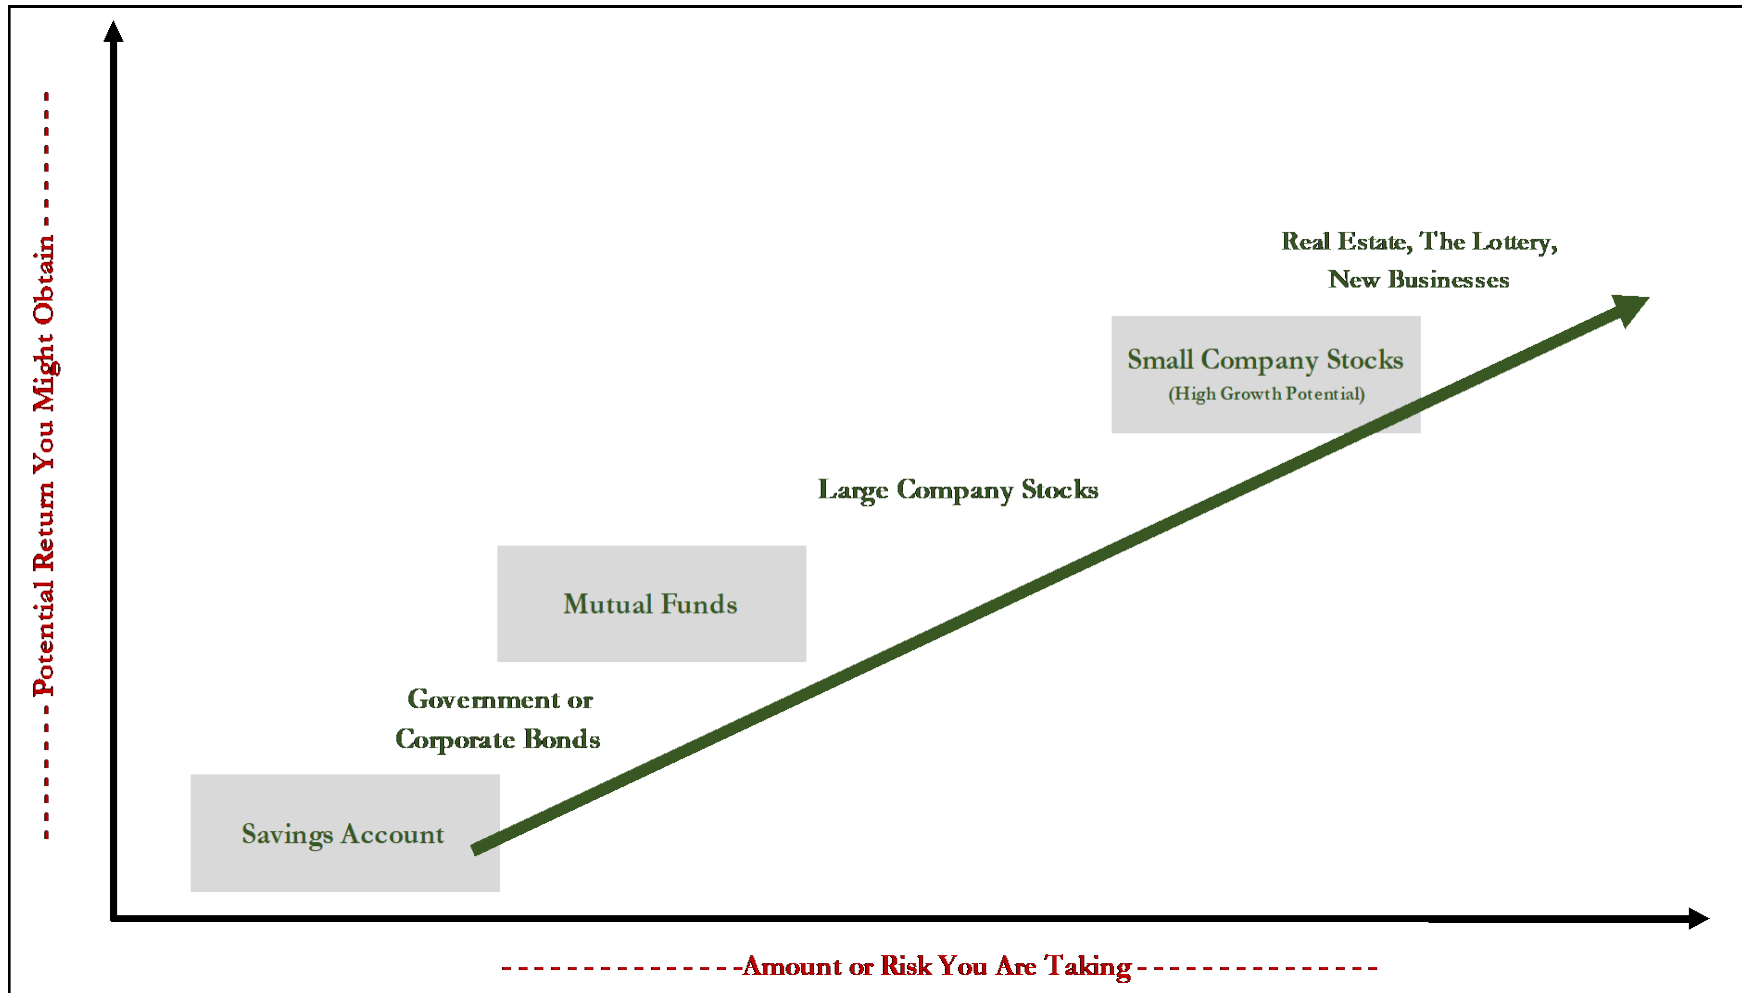 Real Estate, The Lottery,
New Businesses
Small Company Stocks
(High Growth Potential)
Large Company Stocks
Mutual Funds
Government or
Corporate Bonds
Savings Account
Potential Return You Might Obtain
Amount or Risk You Are Taking